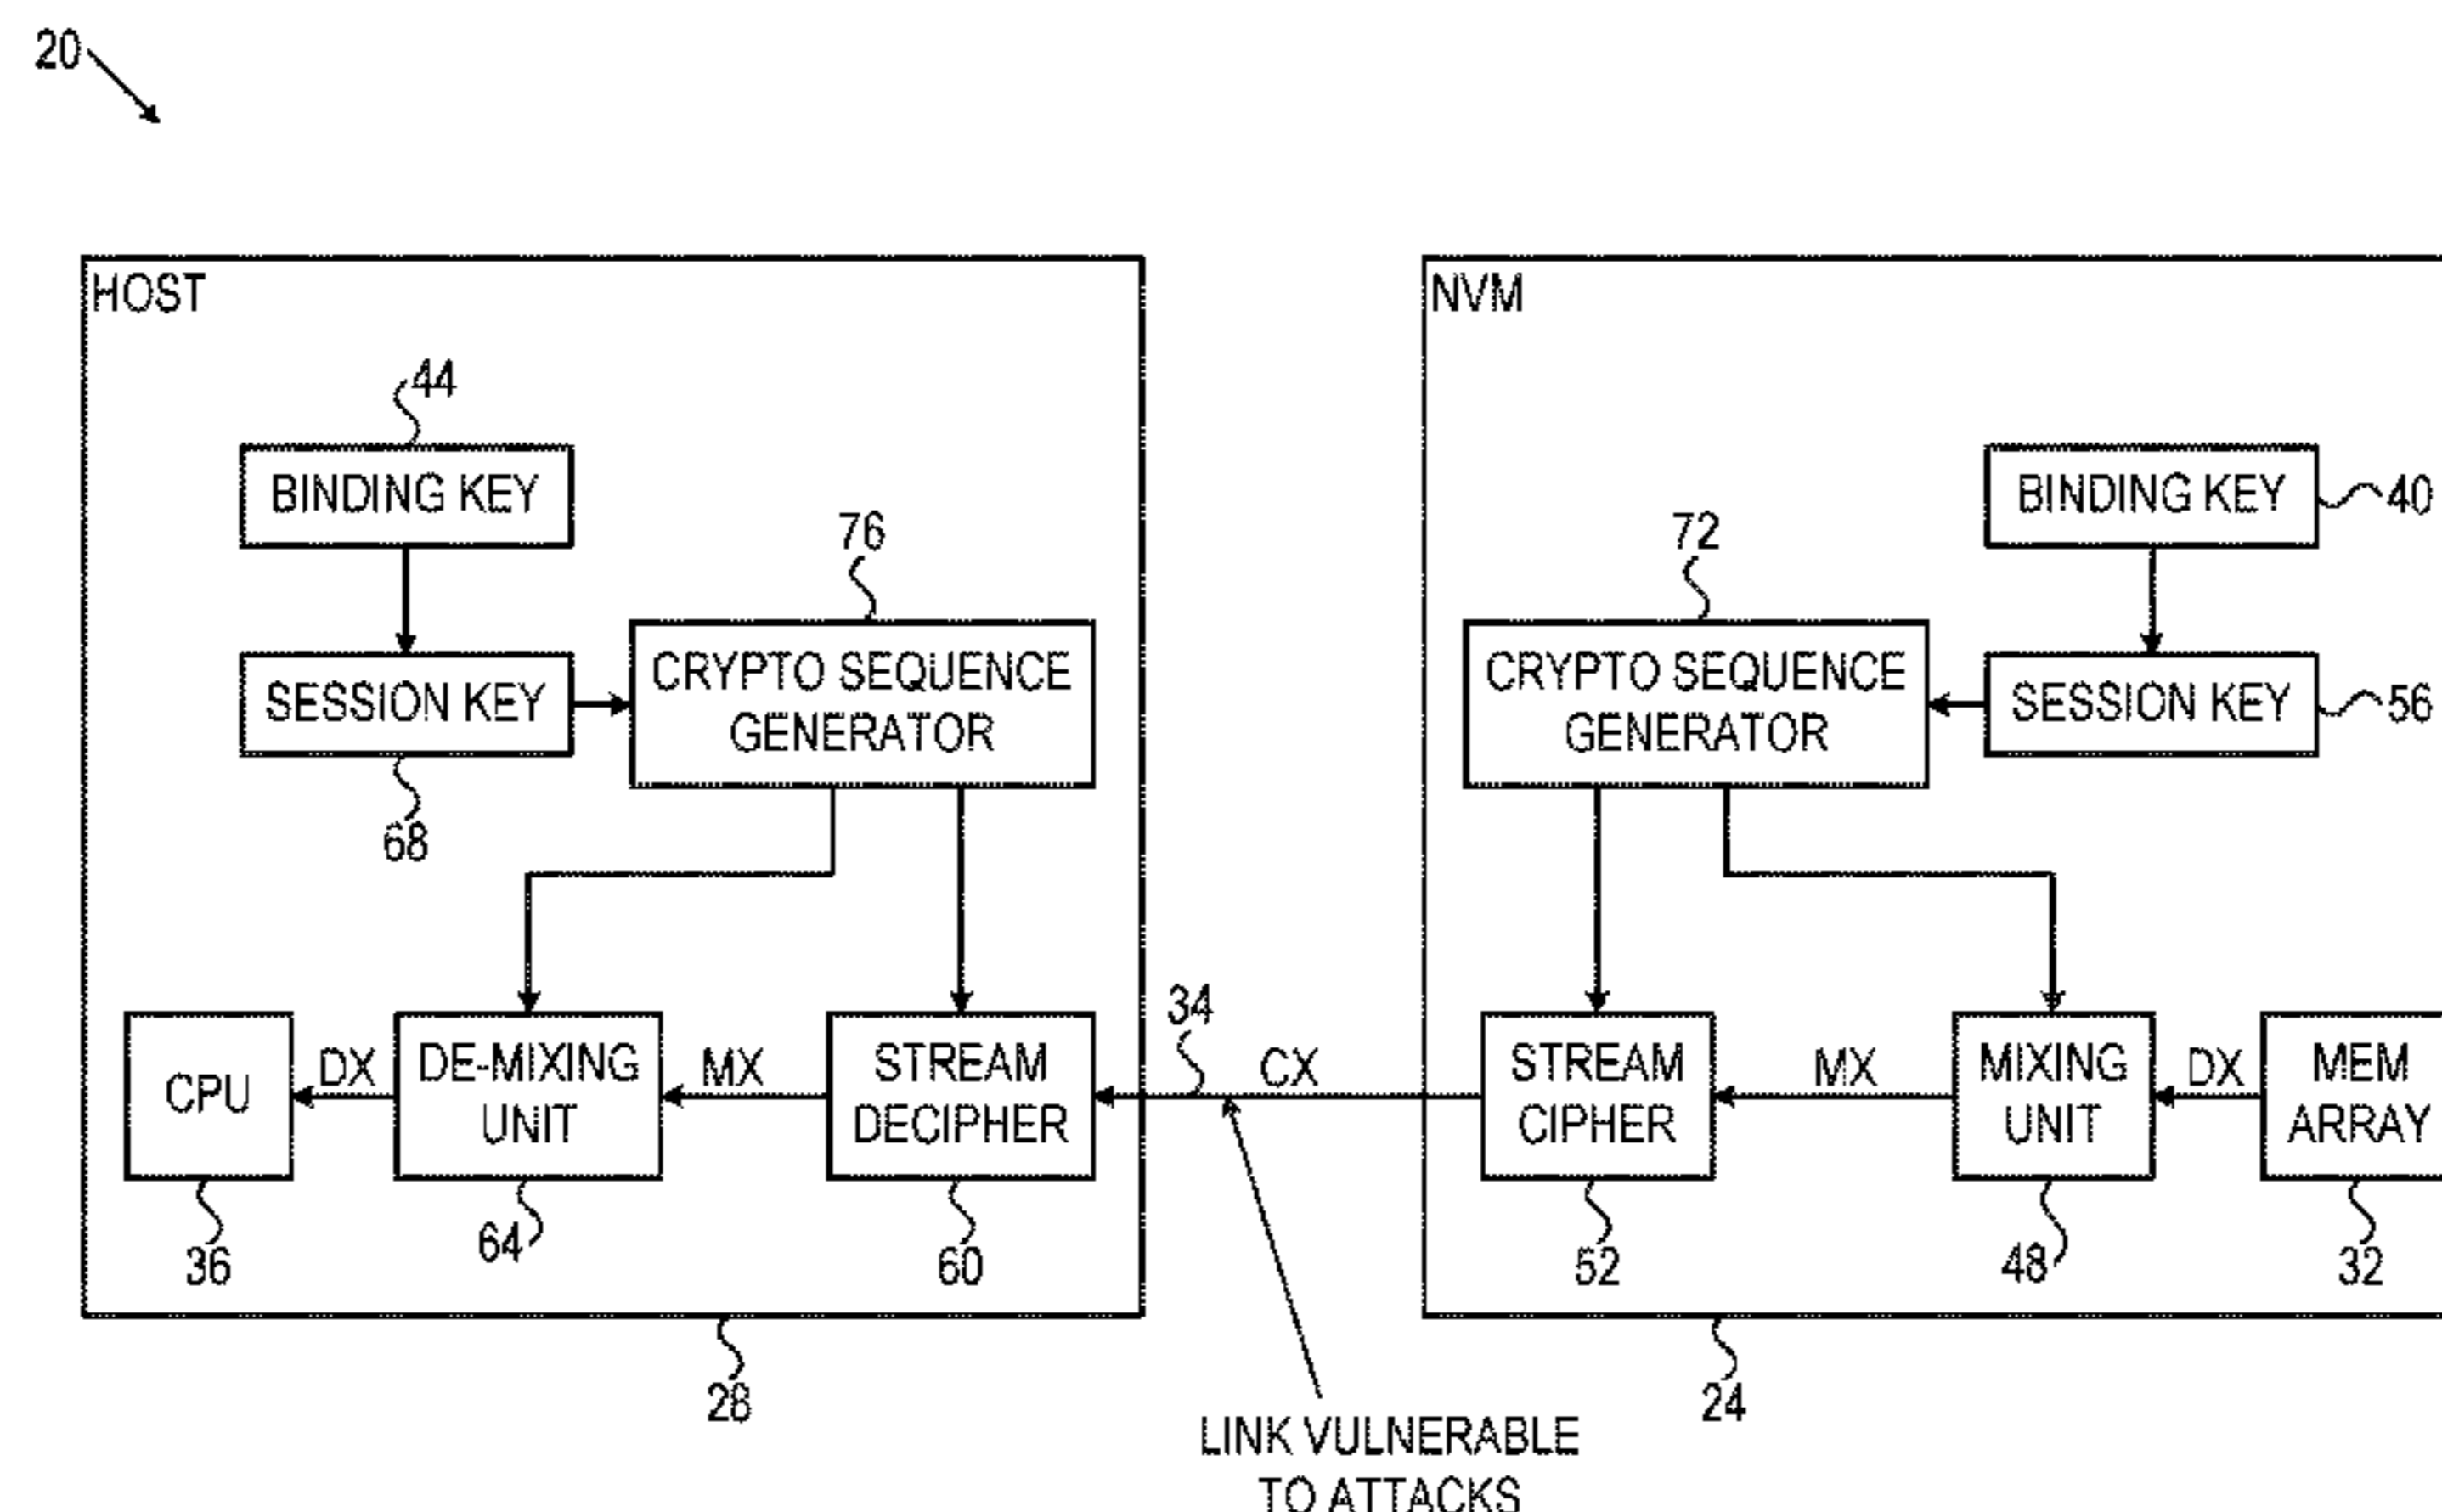 20
HOST
NVM
44
BINDING KEY
BINDING KEY
40
76
72
SESSION KEY
CRYPTO SEQUENCE
GENERATOR
CRYPTO SEQUENCE
GENERATOR
SESSION KEY
56
68
34
CPU
DX
DE-MIXING
UNIT
MX
STREAM
DECIPHER
CX
STREAM
CIPHER
MX
MIXING
UNIT
DX
MEM
ARRAY
36
64
60
52
48
32
28
24
LINK VULNERABLE
TO ATTACKS